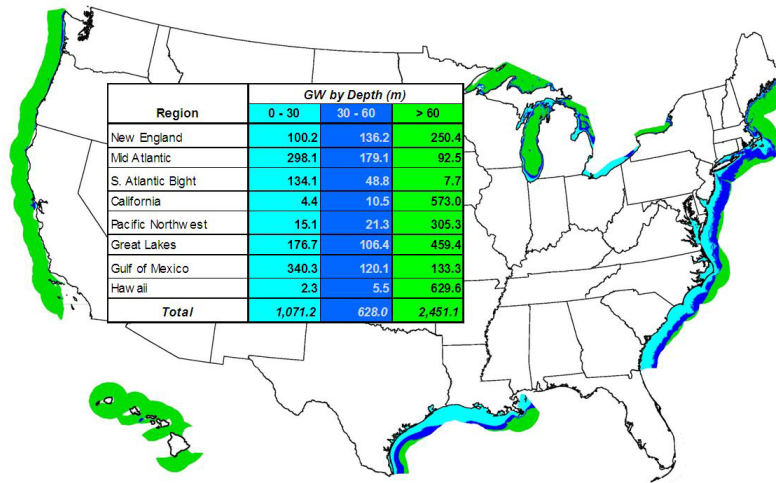 GW by Depth (m)
Region 0 - 30 30 - 60 > 60
New England 100.2 136.2 250.4
Mid Atlantic 298.1 179.1 92.5
S. Atlantic Bight 134.1 48.8 7.7
California 4.4 10.5 573.0
Pacific Northwest 15.1 21.3 305.3
Great Lakes 176.7 106.4 459.4
Gulf of Mexico 340.3 120.1 133.3
Hawaii 2.3 5.5 629.6
Total 1,071.2 628.0 2,451.1